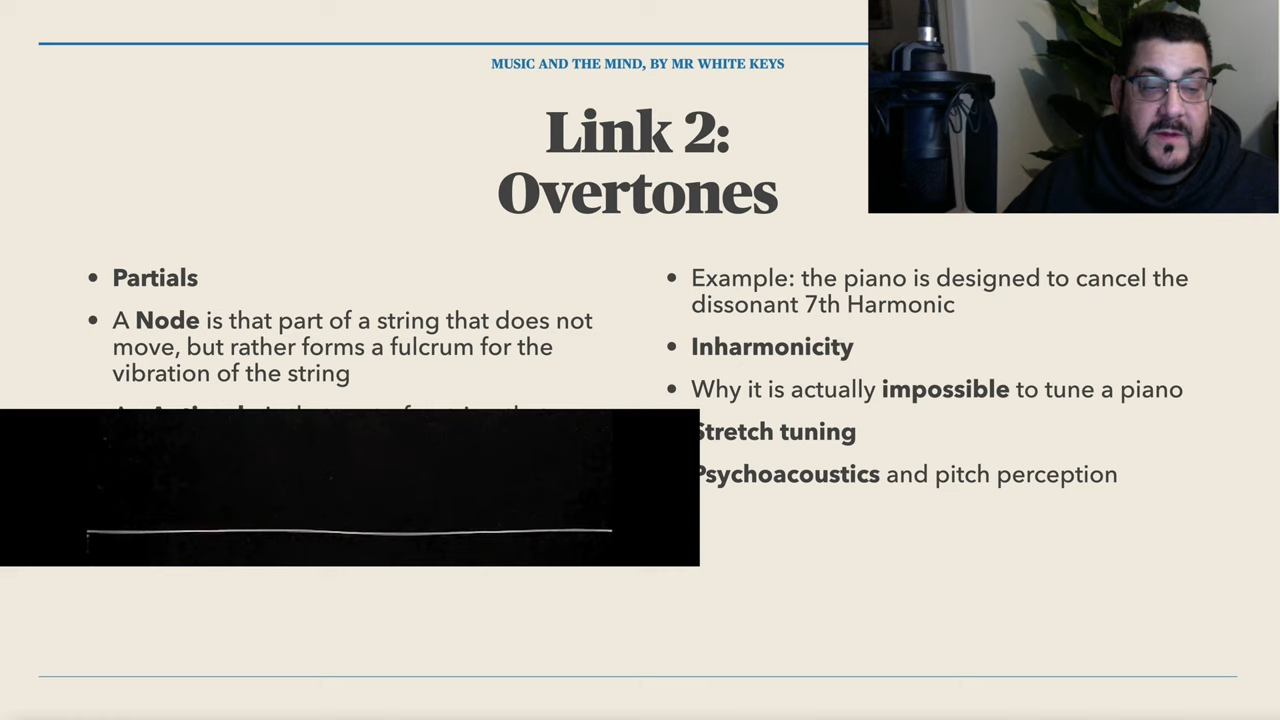 MUSIC AND THE MIND, BY MR WHITE KEYS
Link 2:
Overtones
• Partials
• A Node is that part of a string that does not
move, but rather forms a fulcrum for the
vibration of the string
• Example: the piano is designed to cancel the
dissonant 7th Harmonic
• Inharmonicity
• Why it is actually impossible to tune a piano
Stretch tuning
Psychoacoustics and pitch perception